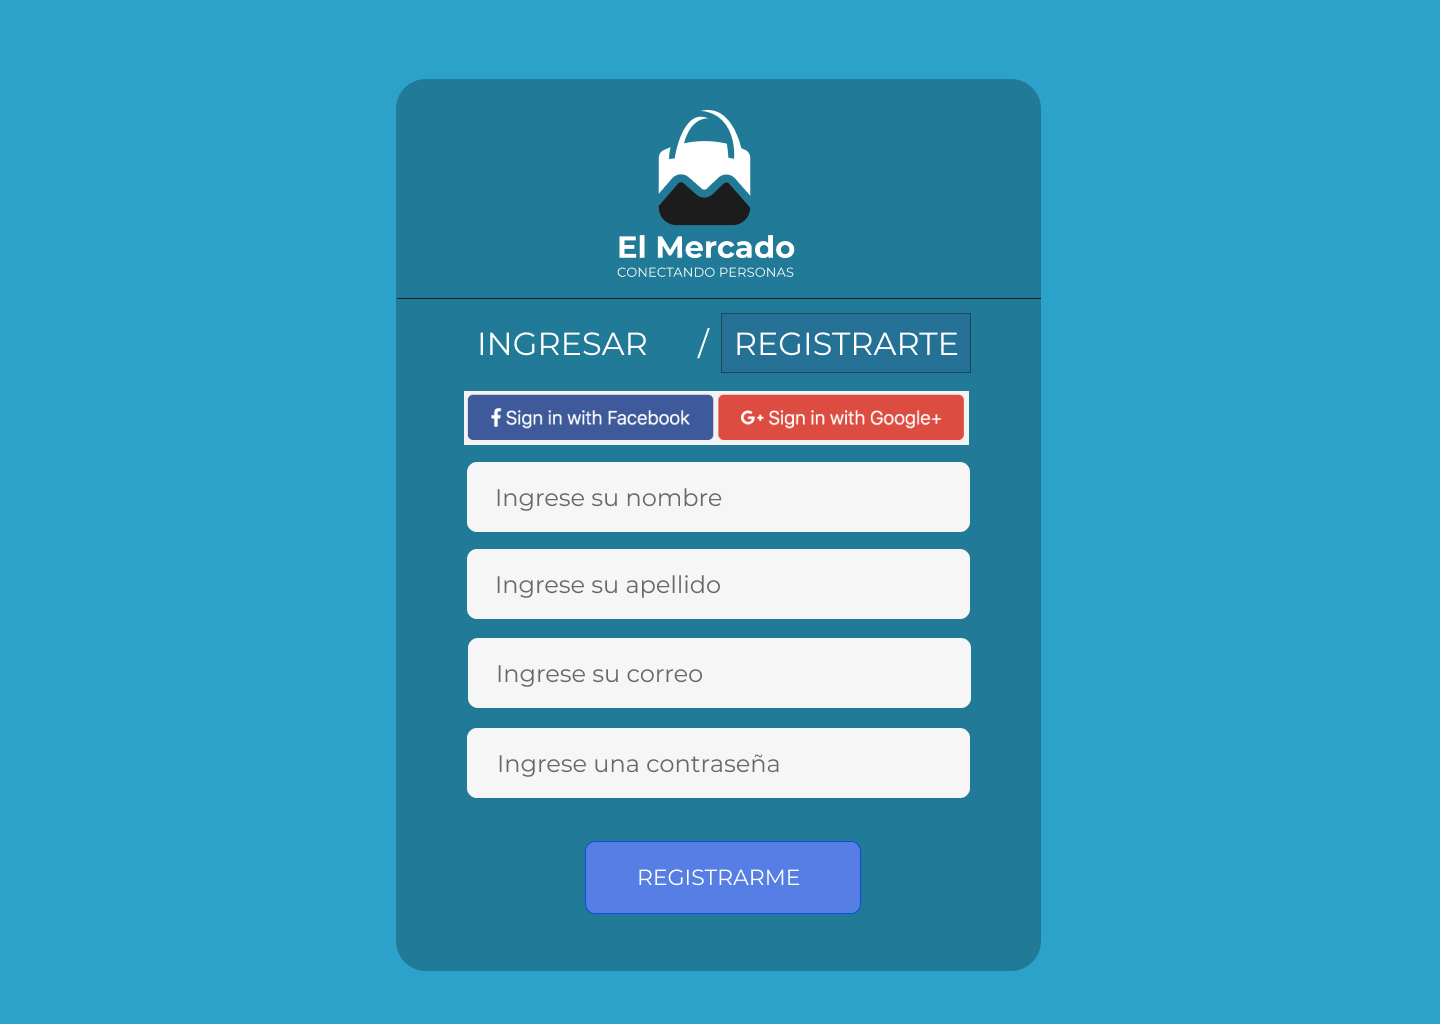 El Mercado
CONECTANDO PERSONAS
INGRESAR / REGISTRARTE
Sign in with Facebook G+ Sign in with Google+
Ingrese su nombre
Ingrese su apellido
Ingrese su correo
Ingrese una contraseña
REGISTRARME